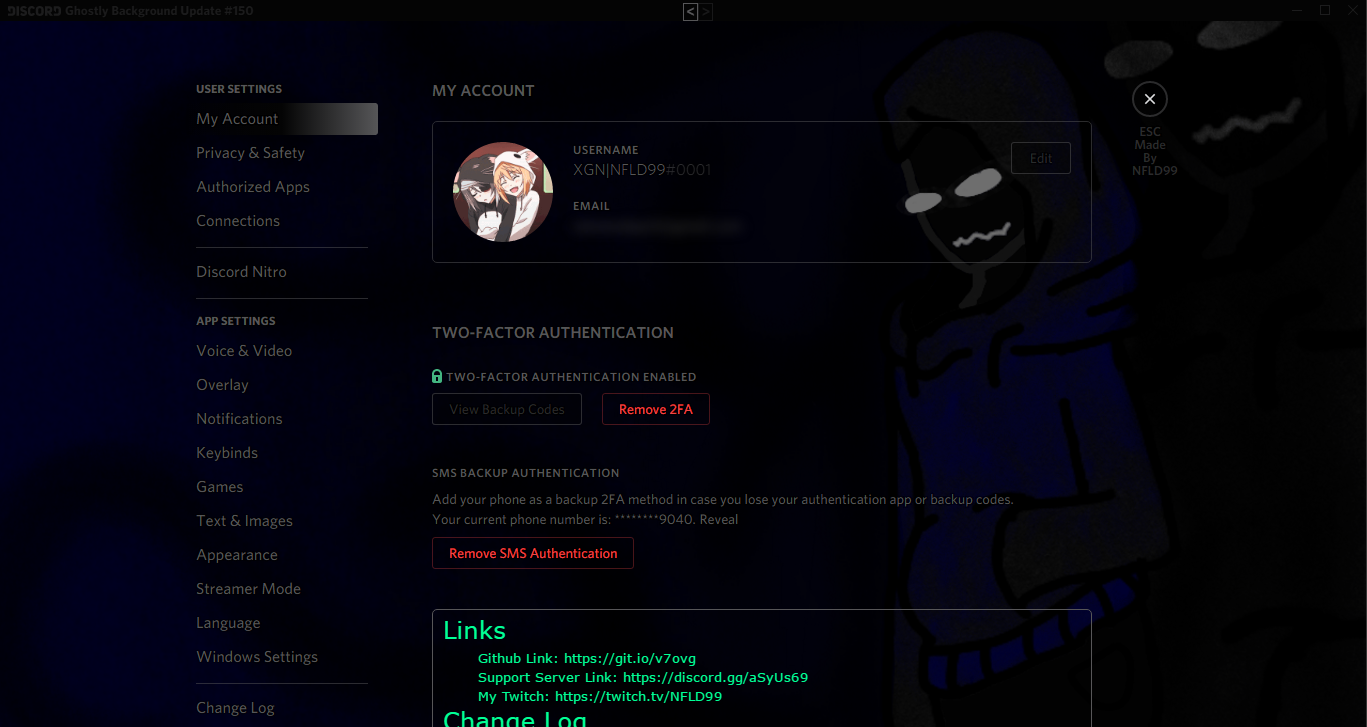 DISCORD Ghostly Background Update #150
< >
USER SETTINGS
My Account
Privacy & Safety
Authorized Apps
Connections
Discord Nitro
APP SETTINGS
Voice & Video
Overlay
Notifications
Keybinds
Games
Text & Images
Appearance
Streamer Mode
Language
Windows Settings
Change Log
MY ACCOUNT
USERNAME
XGN|NFLD99#0001
Edit
EMAIL
TWO-FACTOR AUTHENTICATION
TWO-FACTOR AUTHENTICATION ENABLED
View Backup Codes
Remove 2FA
SMS BACKUP AUTHENTICATION
Add your phone as a backup 2FA method in case you lose your authentication app or backup codes.
Your current phone number is: ********9040. Reveal
Remove SMS Authentication
Links
Github Link: https://git.io/v7ovg
Support Server Link: https://discord.gg/aSyUs69
My Twitch: https://twitch.tv/NFLD99
Change Log
ESC
Made
By
NFLD99